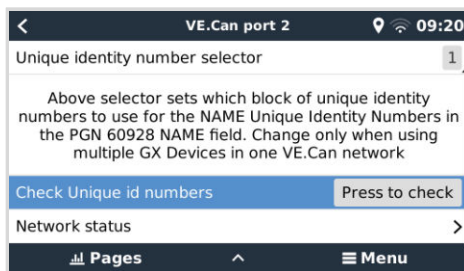 VE.Can port 2
09:20
Unique identity number selector
1
Above selector sets which block of unique identity
numbers to use for the NAME Unique Identity Numbers in
the PGN 60928 NAME field. Change only when using
multiple GX Devices in one VE.Can network
Check Unique id numbers
Press to check
Network status
Pages
Menu